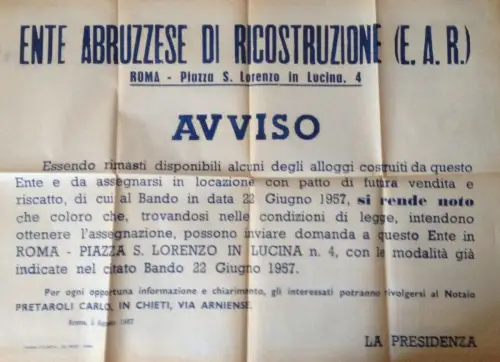 ENTE ABRUZZESE DI RICOSTRUZIONE (E. A. R.)
ROMA - Piazza S. Lorenzo in Lucina, 4
AVVISO
Essendo rimasti disponibili alcuni degli alloggi costruiti da questo
Ente e da assegnarsi in locazione con patto di futura vendita e
riscatto, di cui al Bando in data 22 Giugno 1957, si rende noto
che coloro che, trovandosi nelle condizioni di legge, intendono
ottenere l'assegnazione, possono inviare domanda a questo Ente in
ROMA - PIAZZA S. LORENZO IN LUCINA n. 4, con le modalità già
indicate nel citato Bando 22 Giugno 1957.
Per ogni opportuna informazione e chiarimento, gli interessati potranno rivolgersi al Notaio
PRETAROLI CARLO, IN CHIETI, VIA ARNIENSE.
Roma, Agosto 1957
LA PRESIDENZA